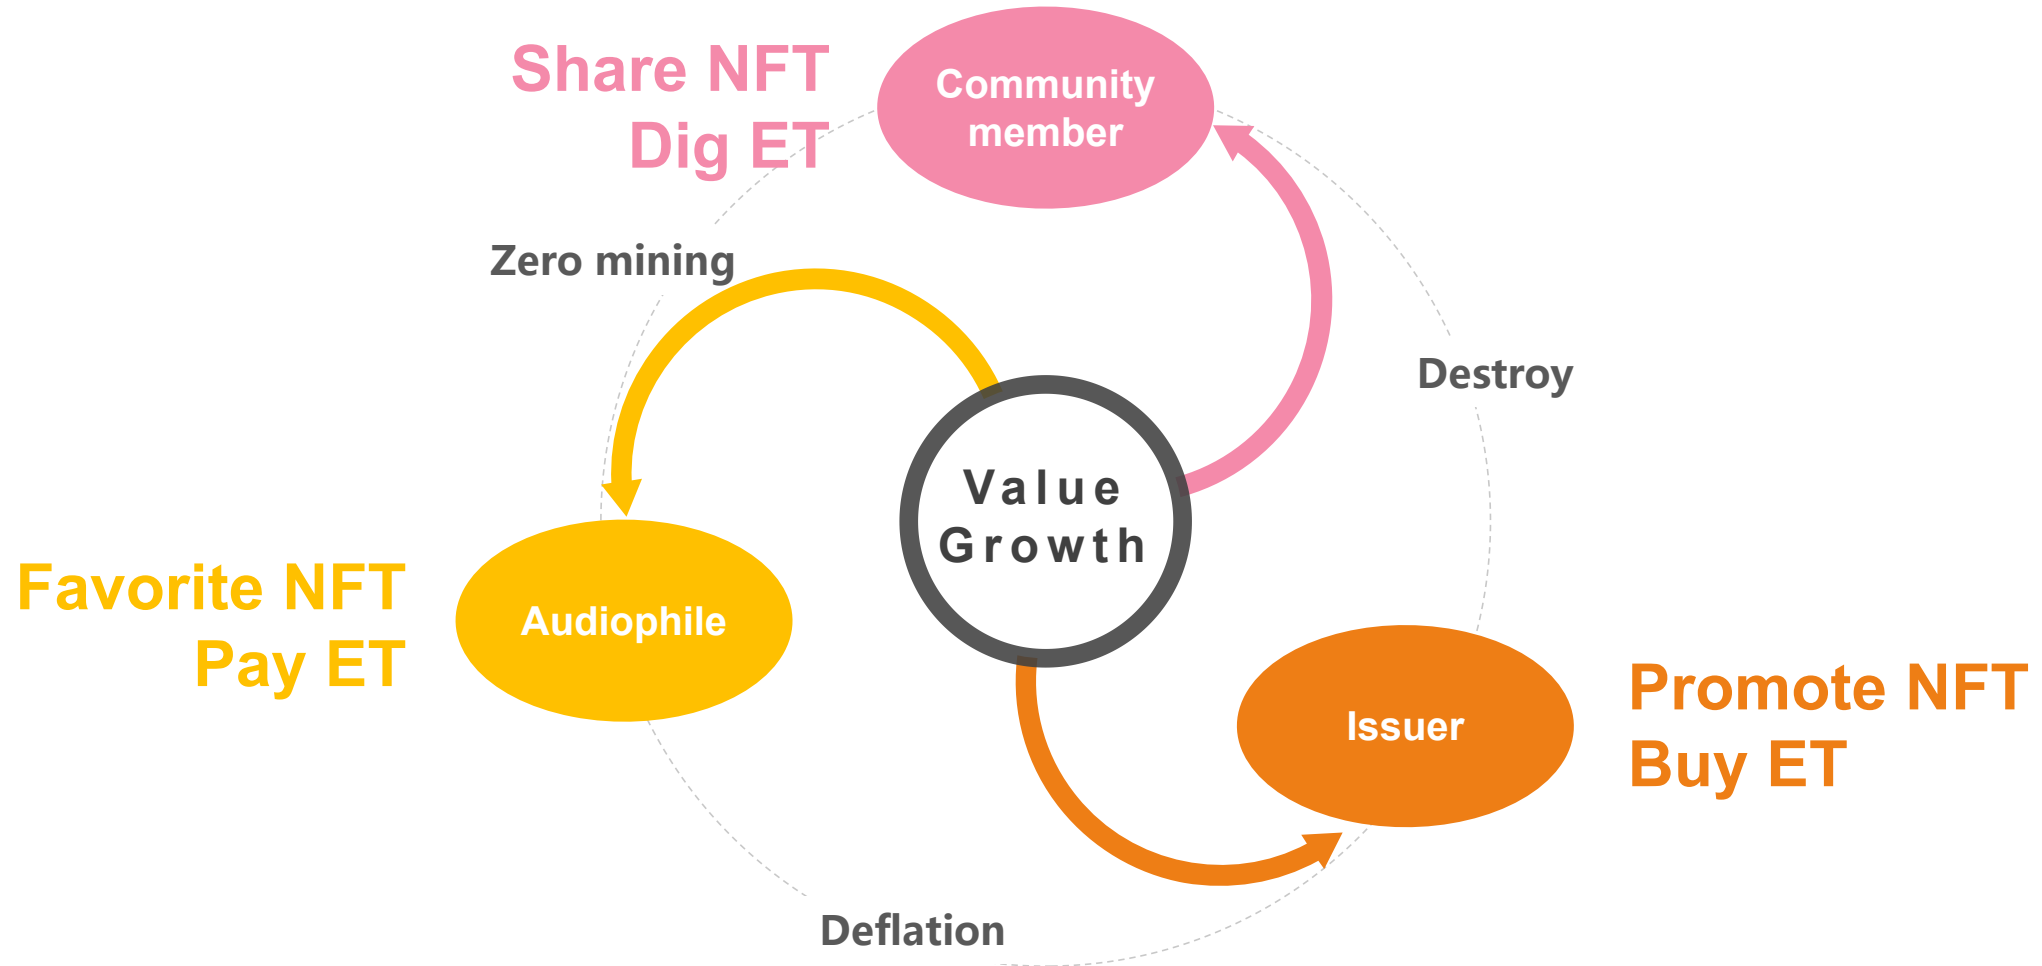 Share NFT
Dig ET
Community
member
Zero mining
Destroy
Value
Growth
Favorite NFT
Pay ET
Audiophile
Issuer
Promote NFT
Buy ET
Deflation